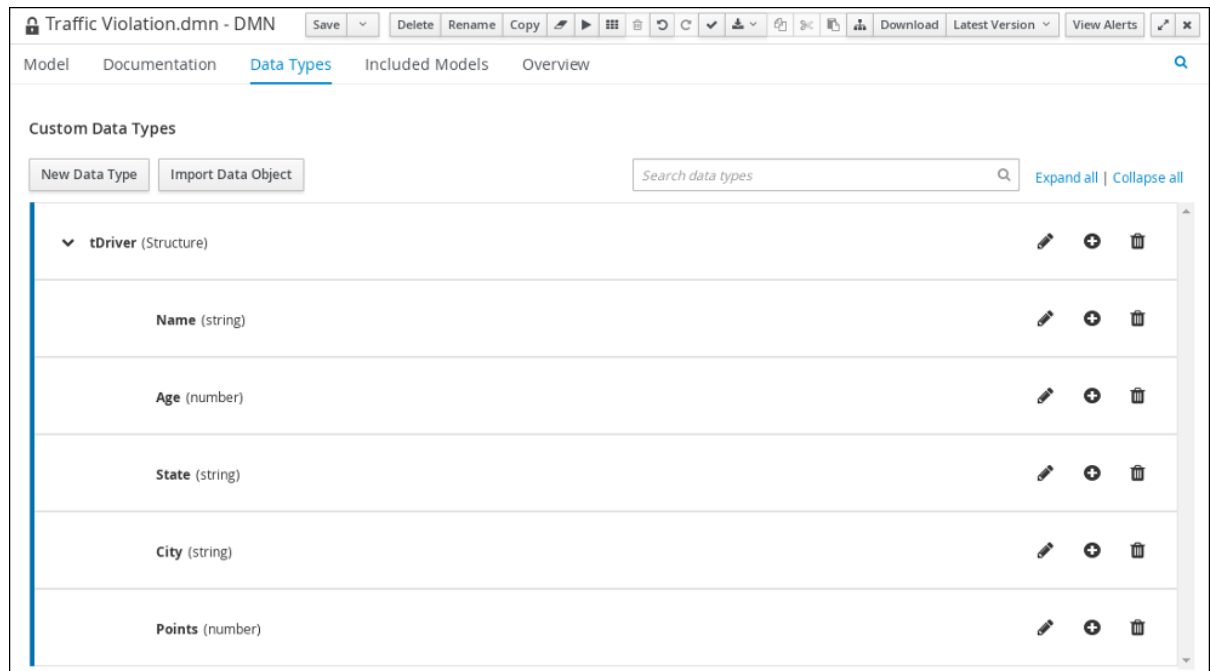 Traffic Violation.dmn - DMN Save Delete Rename Copy Download Latest Version View Alerts
Model Documentation Data Types Included Models Overview
Custom Data Types
New Data Type Import Data Object Search data types Expand all | Collapse all
tDriver (Structure)
Name (string)
Age (number)
State (string)
City (string)
Points (number)